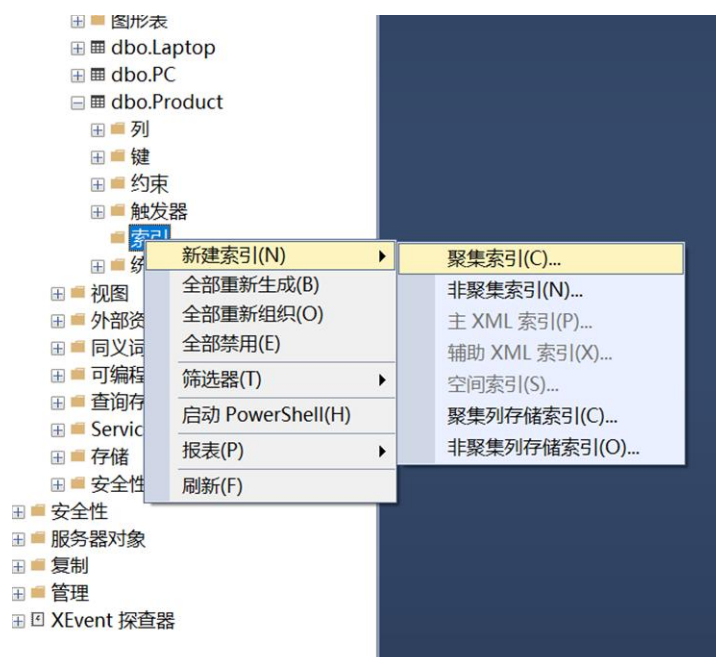 图形表
dbo.Laptop
dbo.PC
dbo.Product
列
键
约束
触发器
索引
统
视图
外部资
同义词
可编程
查询存
Servic
存储
安全性
安全性
服务器对象
复制
管理
XEvent 探查器
新建索引(N)
全部重新生成(B)
全部重新组织(O)
全部禁用(E)
筛选器(T)
启动 PowerShell(H)
报表(P)
刷新(F)
聚集索引(C)...
非聚集索引(N)...
主 XML 索引(P)...
辅助 XML 索引(X)...
空间索引(S)...
聚集列存储索引(C)...
非聚集列存储索引(O)...